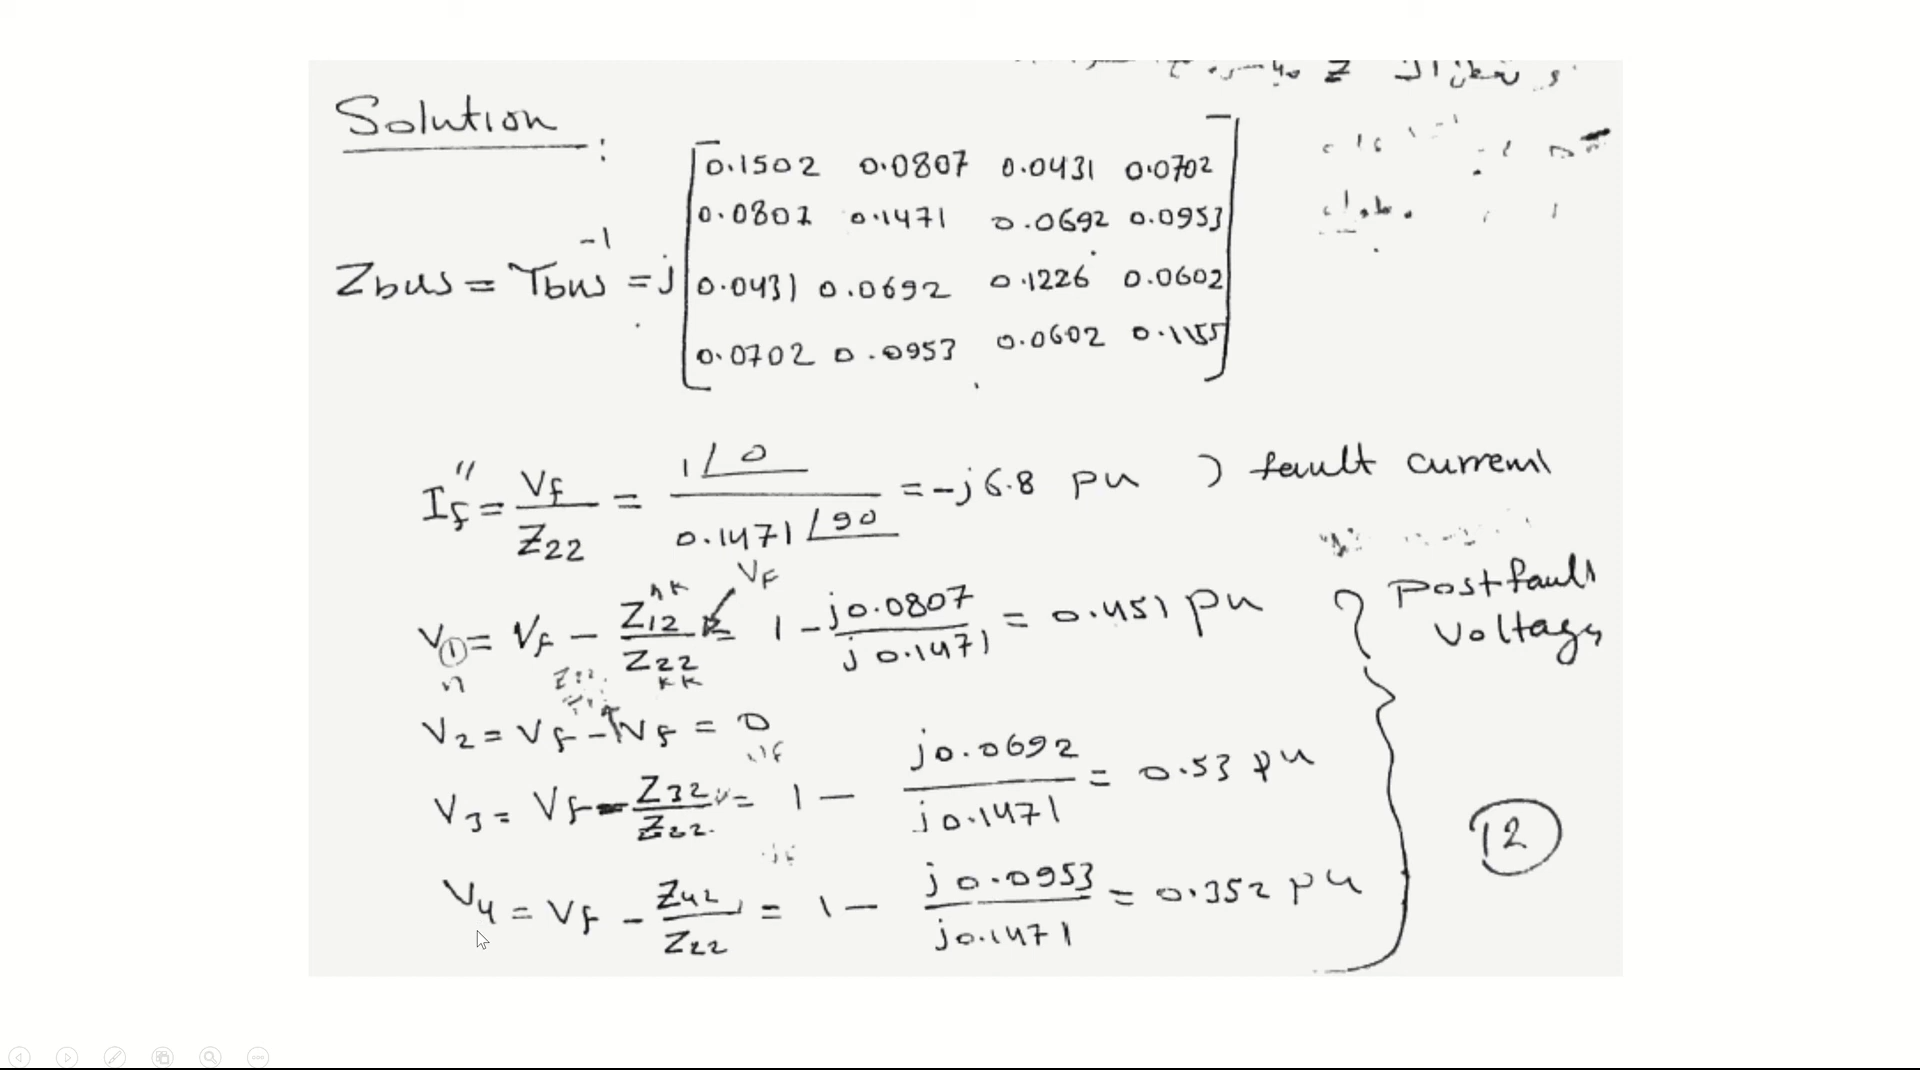 Solution :
0.1502 0.0807 0.0431 0.0702
0.0807 0.1471 0.0692 0.0953
Zbus = Ybus⁻¹ = j
0.0431 0.0692 0.1226 0.0602
0.0702 0.0953 0.0602 0.1155
If'' = Vf / Z22 = 1∠0 / 0.1471∠90 = -j6.8 pu ) fault current
V① = Vf - Z12 / Z22 VF = 1 - j0.0807 / j0.1471 = 0.451 pu
Postfault Voltages
n
kk
V2 = Vf - Vf = 0
V3 = Vf - Z32 / Z22 = 1 - j0.0692 / j0.1471 = 0.53 pu
12
V4 = Vf - Z42 / Z22 = 1 - j0.0953 / j0.1471 = 0.352 pu